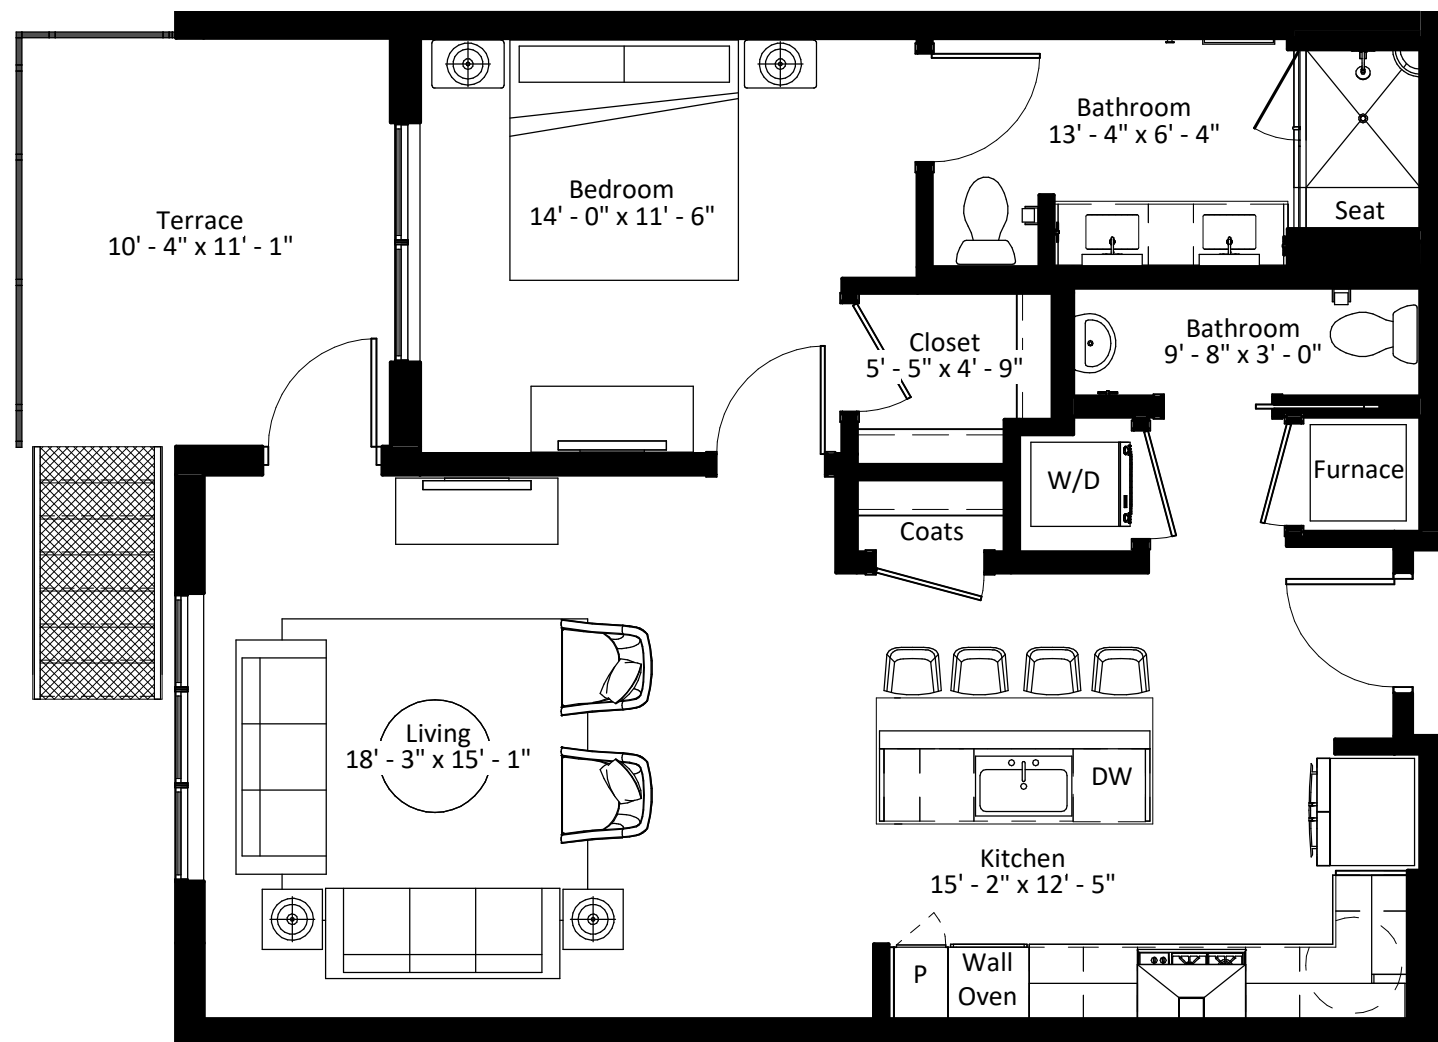 Bathroom
13' - 4" x 6' - 4"
Bedroom
14' - 0" x 11' - 6"
Terrace
10' - 4" x 11' - 1"
Seat
Closet
5' - 5" x 4' - 9"
Bathroom
9' - 8" x 3' - 0"
W/D
Furnace
Coats
Living
18' - 3" x 15' - 1"
DW
Kitchen
15' - 2" x 12' - 5"
P
Wall
Oven